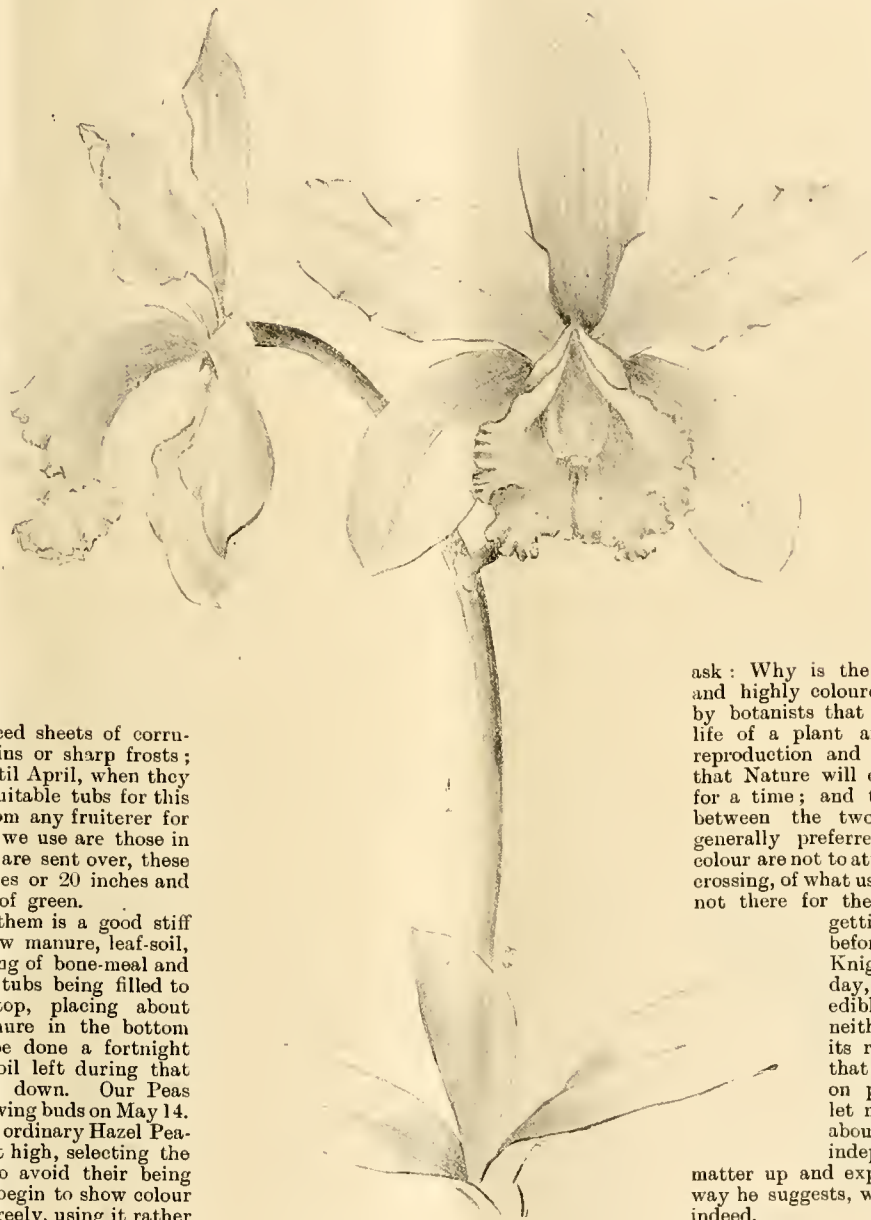 eed sheets of corru-
ins or sharp frosts;
til April, when they
uitable tubs for this
om any fruiterer for
we use are those in
are sent over, these
es or 20 inches and
of green.
them is a good stiff
w manure, leaf-soil,
ng of bone-meal and
tubs being filled to
top, placing about
nure in the bottom
e done a fortnight
oil left during that
down. Our Peas
ving buds on May 14.
ordinary Hazel Pea-
t high, selecting the
o avoid their being
begin to show colour
reely, using it rather
ask: Why is the
and highly coloure
by botanists that
life of a plant a
reproduction and
that Nature will
for a time; and t
between the two
generally preferre
colour are not to at
crossing, of what us
not there for the
getti
befor
Knig
day,
edibl
neith
its r
that
on p
let n
abou
indep
matter up and exp
way he suggests, w
indeed.